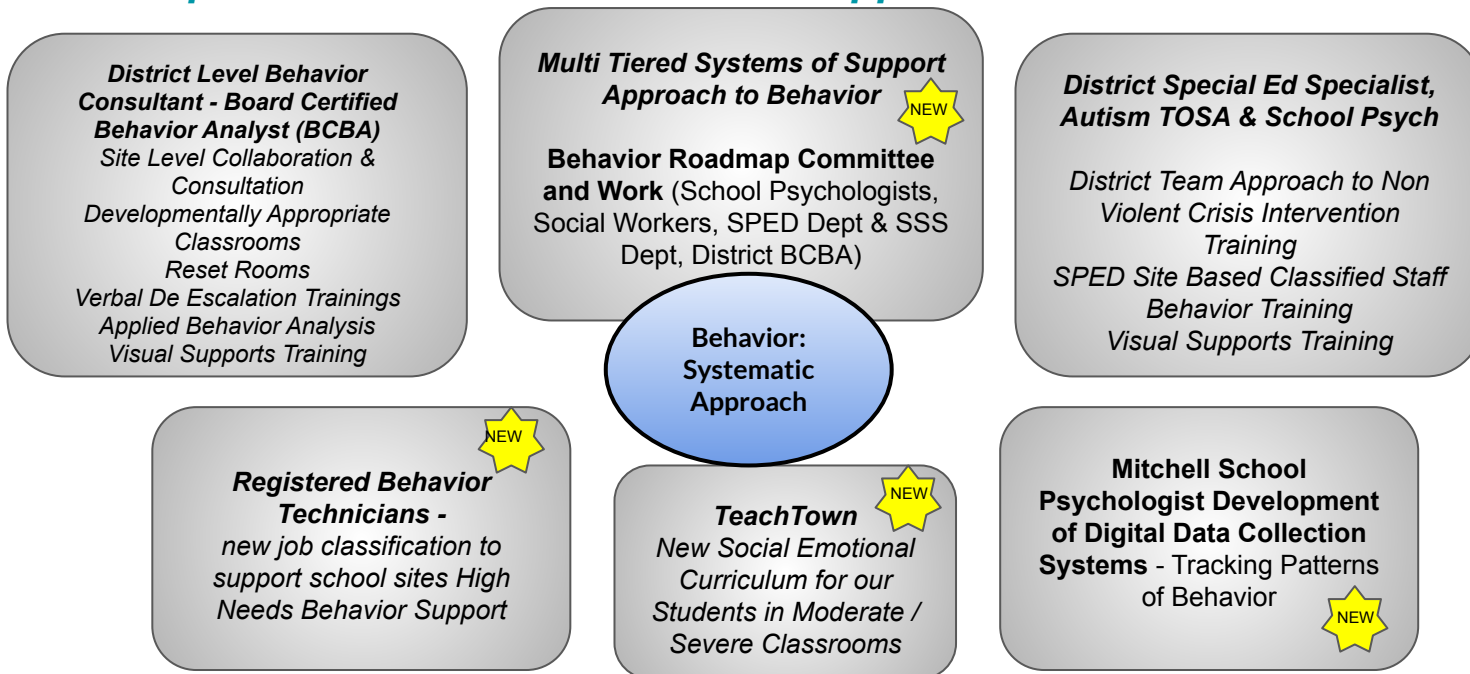 District Level Behavior
Consultant - Board Certified
Behavior Analyst (BCBA)
Site Level Collaboration &
Consultation
Developmentally Appropriate
Classrooms
Reset Rooms
Verbal De Escalation Trainings
Applied Behavior Analysis
Visual Supports Training
Multi Tiered Systems of Support
Approach to Behavior
NEW
Behavior Roadmap Committee
and Work (School Psychologists,
Social Workers, SPED Dept & SSS
Dept, District BCBA)
District Special Ed Specialist,
Autism TOSA & School Psych
District Team Approach to Non
Violent Crisis Intervention
Training
SPED Site Based Classified Staff
Behavior Training
Visual Supports Training
Behavior:
Systematic
Approach
NEW
Registered Behavior
Technicians -
new job classification to
support school sites High
Needs Behavior Support
NEW
TeachTown
New Social Emotional
Curriculum for our
Students in Moderate /
Severe Classrooms
Mitchell School
Psychologist Development
of Digital Data Collection
Systems - Tracking Patterns
of Behavior
NEW